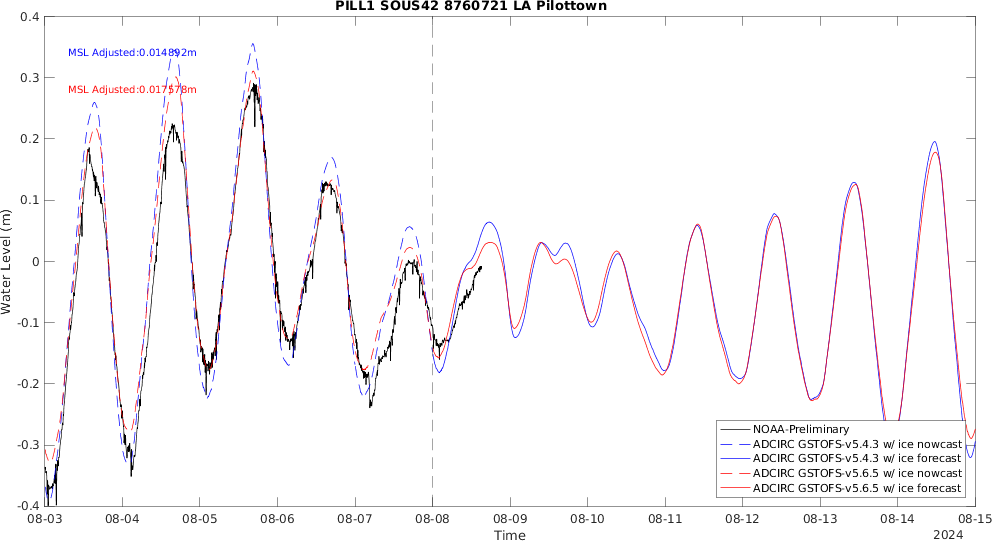 PILL1 SOUS42 8760721 LA Pilottown
MSL Adjusted:0.014892m
MSL Adjusted:0.017578m
Water Level (m)
0.4
0.3
0.2
0.1
0
-0.1
-0.2
-0.3
-0.4
NOAA-Preliminary
ADCIRC GSTOFS-v5.4.3 w/ ice nowcast
ADCIRC GSTOFS-v5.4.3 w/ ice forecast
ADCIRC GSTOFS-v5.6.5 w/ ice nowcast
ADCIRC GSTOFS-v5.6.5 w/ ice forecast
08-03 08-04 08-05 08-06 08-07 08-08 08-09 08-10 08-11 08-12 08-13 08-14 08-15
Time
2024